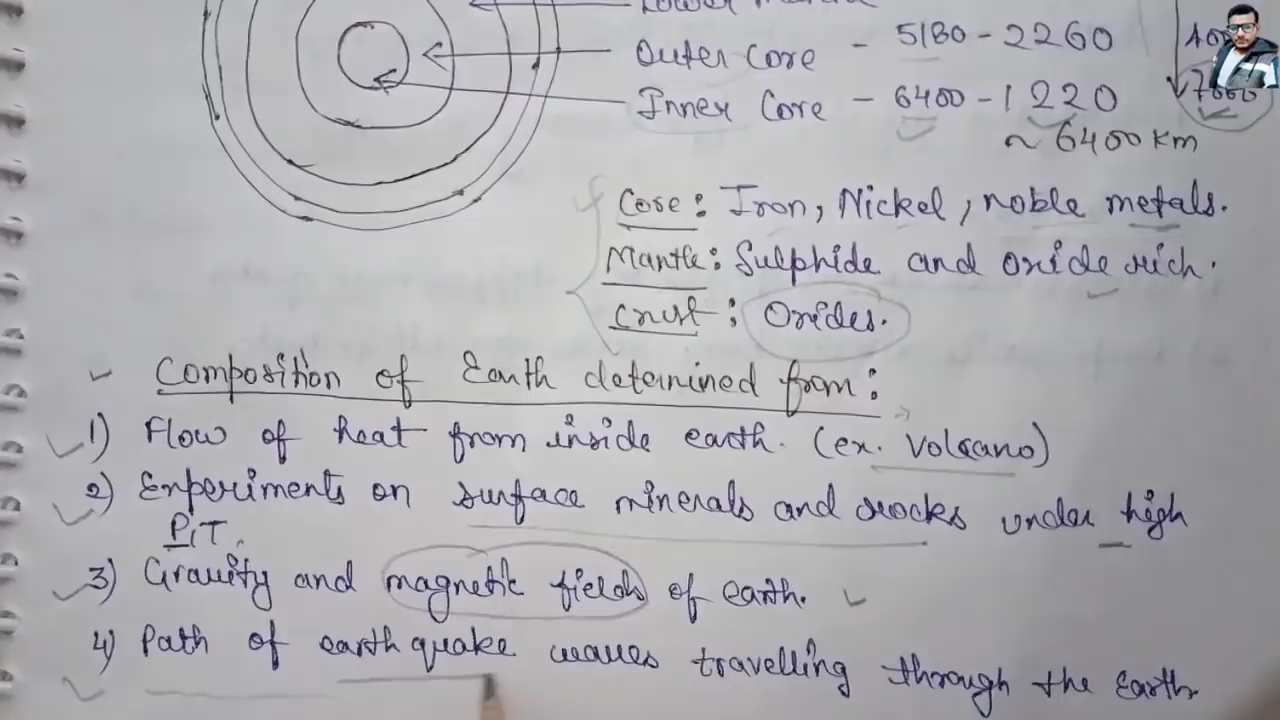 Lower
Outer Core - 5180 - 2260
Inner Core - 6400 - 1220
~ 6400 km
7000
Core: Iron, Nickel, noble metals.
Mantle: Sulphide and oxide rich.
Crust: Oxides.
Composition of Earth determined from:
1) Flow of heat from inside earth. (ex. Volcano)
2) Experiments on surface minerals and rocks under high
P,T.
3) Gravity and magnetic fields of earth.
4) Path of earthquake waves travelling through the Earth